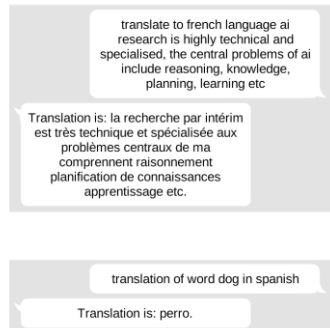 translate to french language ai
research is highly technical and
specialised, the central problems of ai
include reasoning, knowledge,
planning, learning etc
Translation is: la recherche par intérim
est très technique et spécialisée aux
problèmes centraux de ma
comprennent raisonnement
planification de connaissances
apprentissage etc.
translation of word dog in spanish
Translation is: perro.